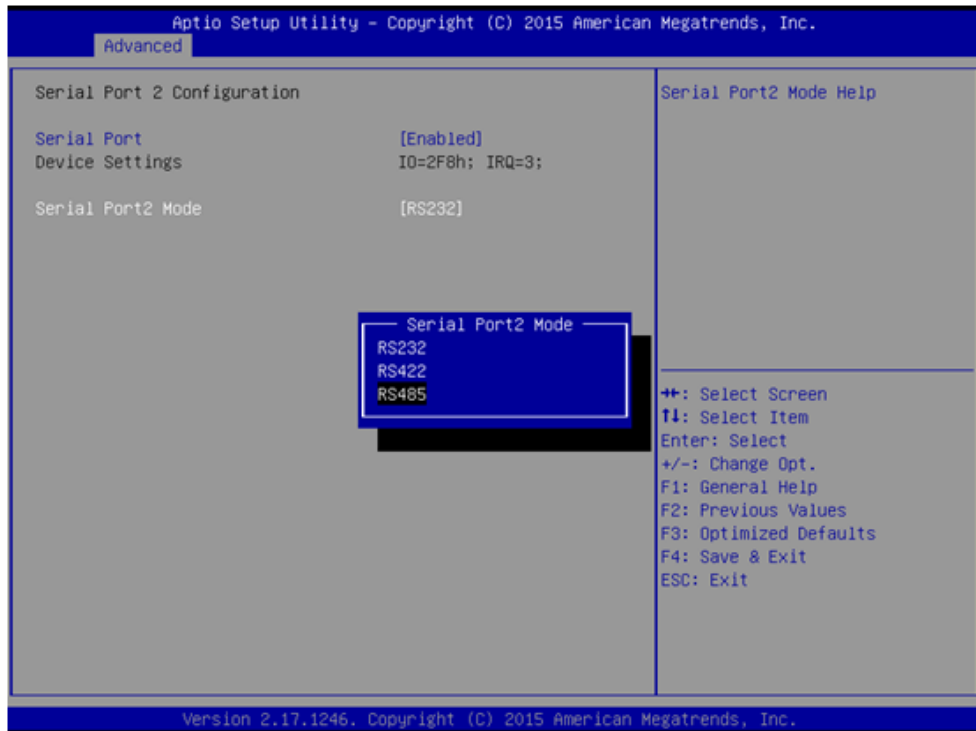 Aptio Setup Utility – Copyright (C) 2015 American Megatrends, Inc.
Advanced
Serial Port 2 Configuration
Serial Port [Enabled]
Device Settings IO=2F8h; IRQ=3;
Serial Port2 Mode [RS232]
Serial Port2 Mode
RS232
RS422
RS485
Serial Port2 Mode Help
→←: Select Screen
↑↓: Select Item
Enter: Select
+/-: Change Opt.
F1: General Help
F2: Previous Values
F3: Optimized Defaults
F4: Save & Exit
ESC: Exit
Version 2.17.1246. Copyright (C) 2015 American Megatrends, Inc.